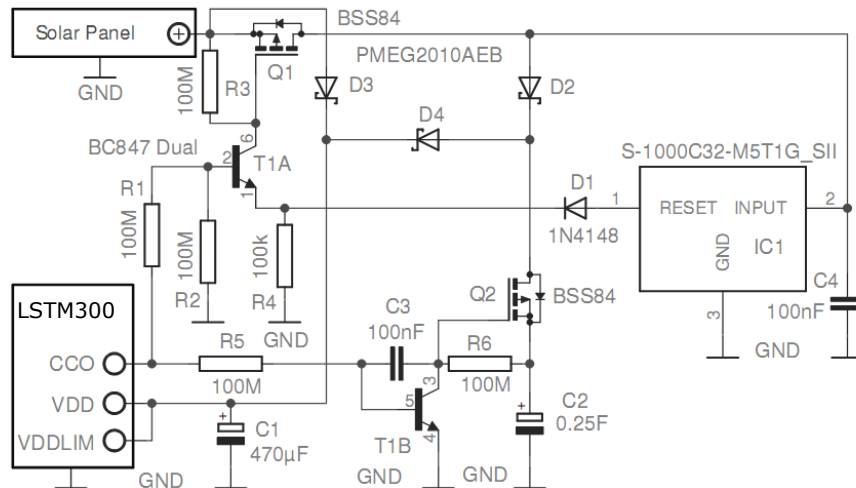 Solar Panel
GND
100M
R3
BSS84
Q1
PMEG2010AEB
D3
D2
D4
BC847 Dual
6
2
T1A
1
S-1000C32-M5T1G_SII
D1
1
2
1N4148
RESET
INPUT
GND
IC1
3
GND
R1
100M
100M
R2
100k
R4
GND
Q2
BSS84
C4
100nF
LSTM300
CCO
VDD
VDDLIM
R5
100M
C3
100nF
R6
100M
3
5
4
T1B
+
C1
470µF
GND
GND
GND
+
C2
0.25F